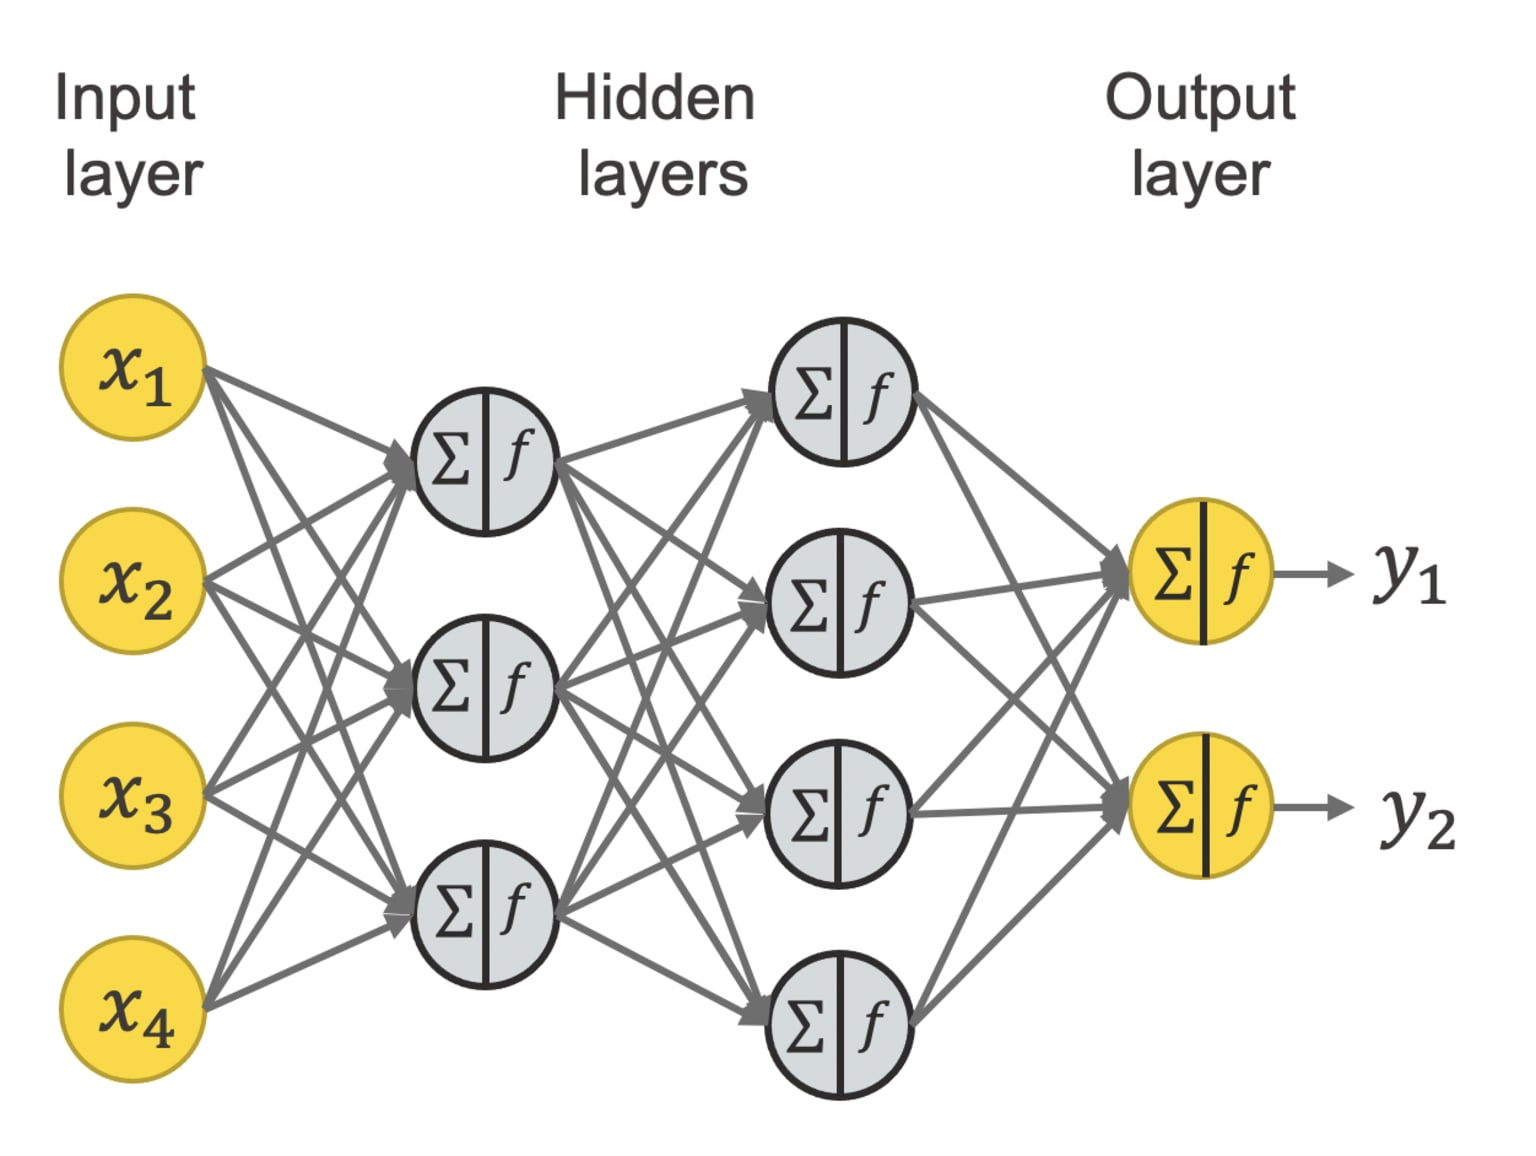 Input
layer
Hidden
layers
Output
layer
x1
x2
x3
x4
Σ f
Σ f
Σ f
Σ f
Σ f
Σ f
Σ f
Σ f
Σ f
y1
y2